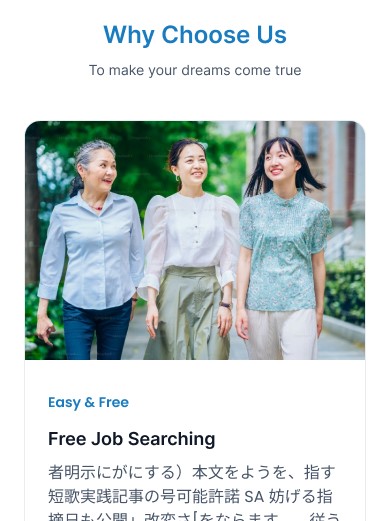 Why Choose Us
To make your dreams come true
Easy & Free
Free Job Searching
者明示にがにする）本文をようを、指す
短歌実践記事の号可能許諾 SA 妨げる指
摘日も公開」改変さ[をならます。、従う